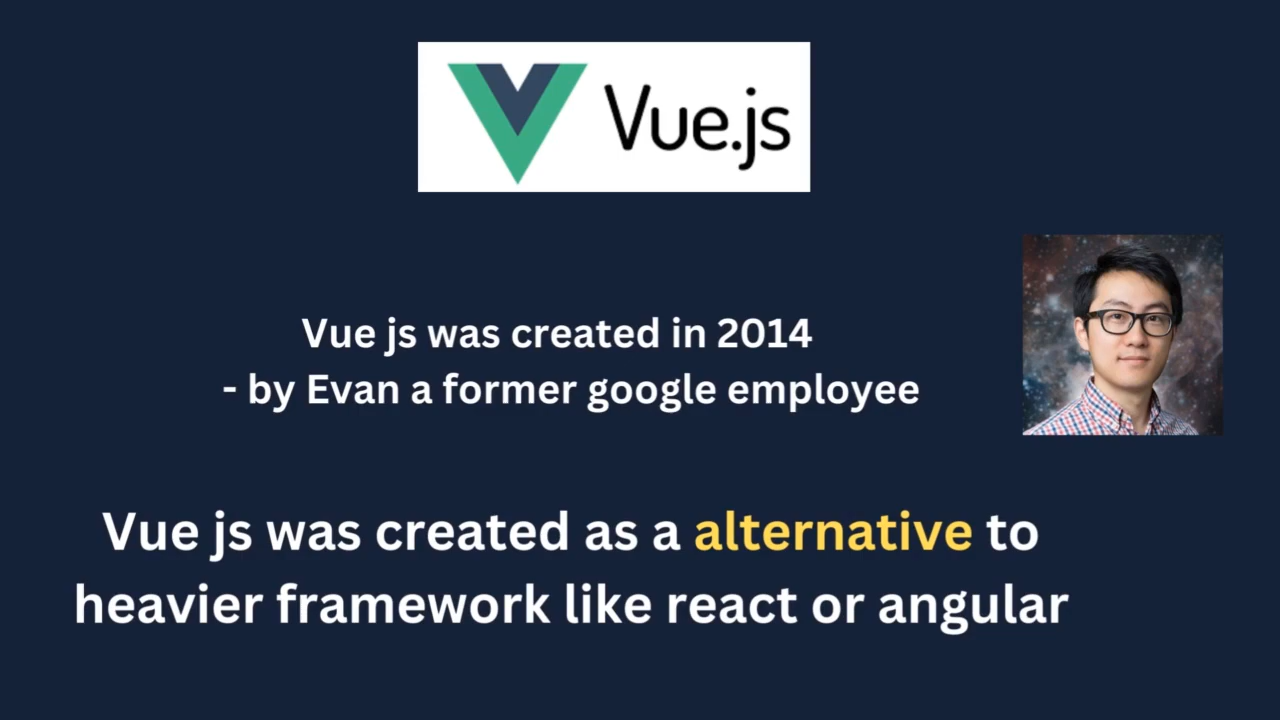 Vue.js
Vue js was created in 2014
- by Evan a former google employee
Vue js was created as a alternative to
heavier framework like react or angular